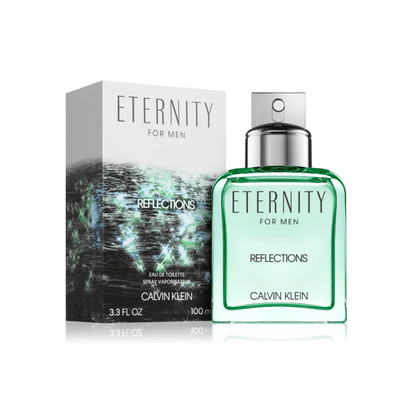 ETERNITY
FOR MEN
REFLECTIONS
EAU DE TOILETTE
SPRAY VAPORISATEUR
CALVIN KLEIN
3.3 FL OZ 100 m
ETERNITY
FOR MEN
REFLECTIONS
CALVIN KLEIN